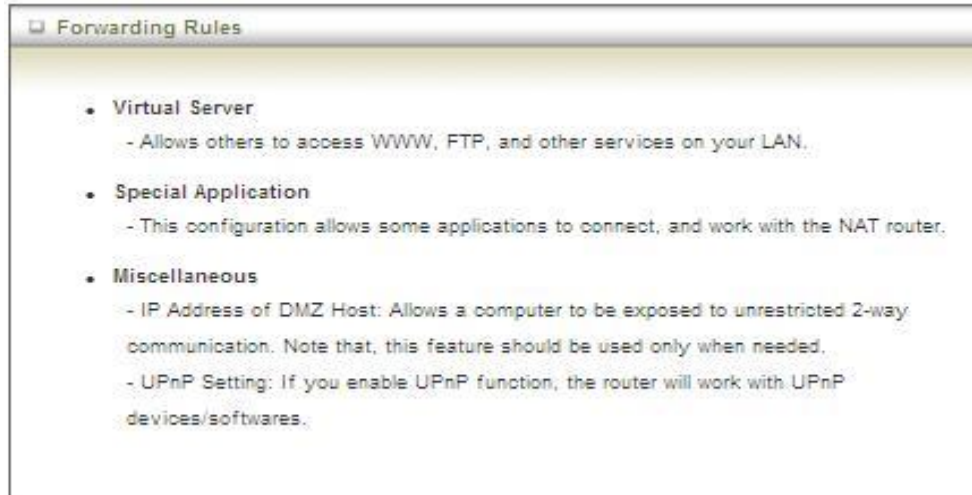 Forwarding Rules
• Virtual Server
- Allows others to access WWW, FTP, and other services on your LAN.
• Special Application
- This configuration allows some applications to connect, and work with the NAT router.
• Miscellaneous
- IP Address of DMZ Host: Allows a computer to be exposed to unrestricted 2-way
communication. Note that, this feature should be used only when needed.
- UPnP Setting: If you enable UPnP function, the router will work with UPnP
devices/softwares.